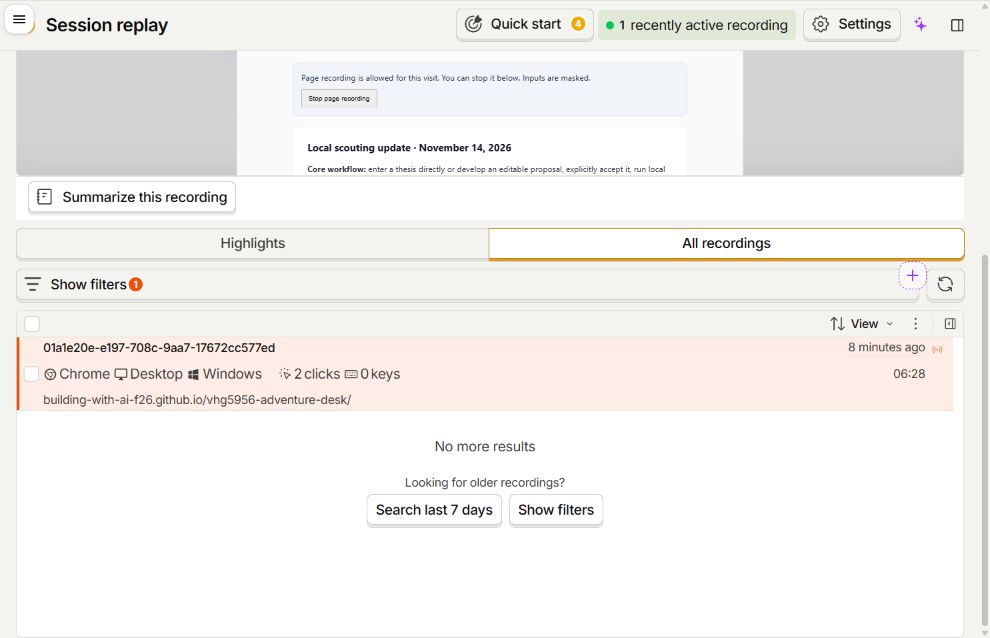 Session replay
Quick start 4
1 recently active recording
Settings
Page recording is allowed for this visit. You can stop it below. Inputs are masked.
Stop page recording
Local scouting update · November 14, 2026
Core workflow: enter a thesis directly or develop an editable proposal, explicitly accept it, run local
Summarize this recording
Highlights
All recordings
Show filters 1
View
01a1e20e-e197-708c-9aa7-17672cc577ed
8 minutes ago
Chrome Desktop Windows 2 clicks 0 keys
06:28
building-with-ai-f26.github.io/vhg5956-adventure-desk/
No more results
Looking for older recordings?
Search last 7 days
Show filters